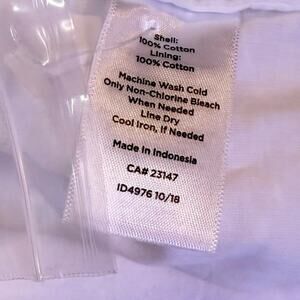 Shell:
100% Cotton
Lining:
100% Cotton
Machine Wash Cold
Only Non-Chlorine Bleach
When Needed
Line Dry
Cool Iron, If Needed
Made In Indonesia
CA# 23147
ID4976 10/18